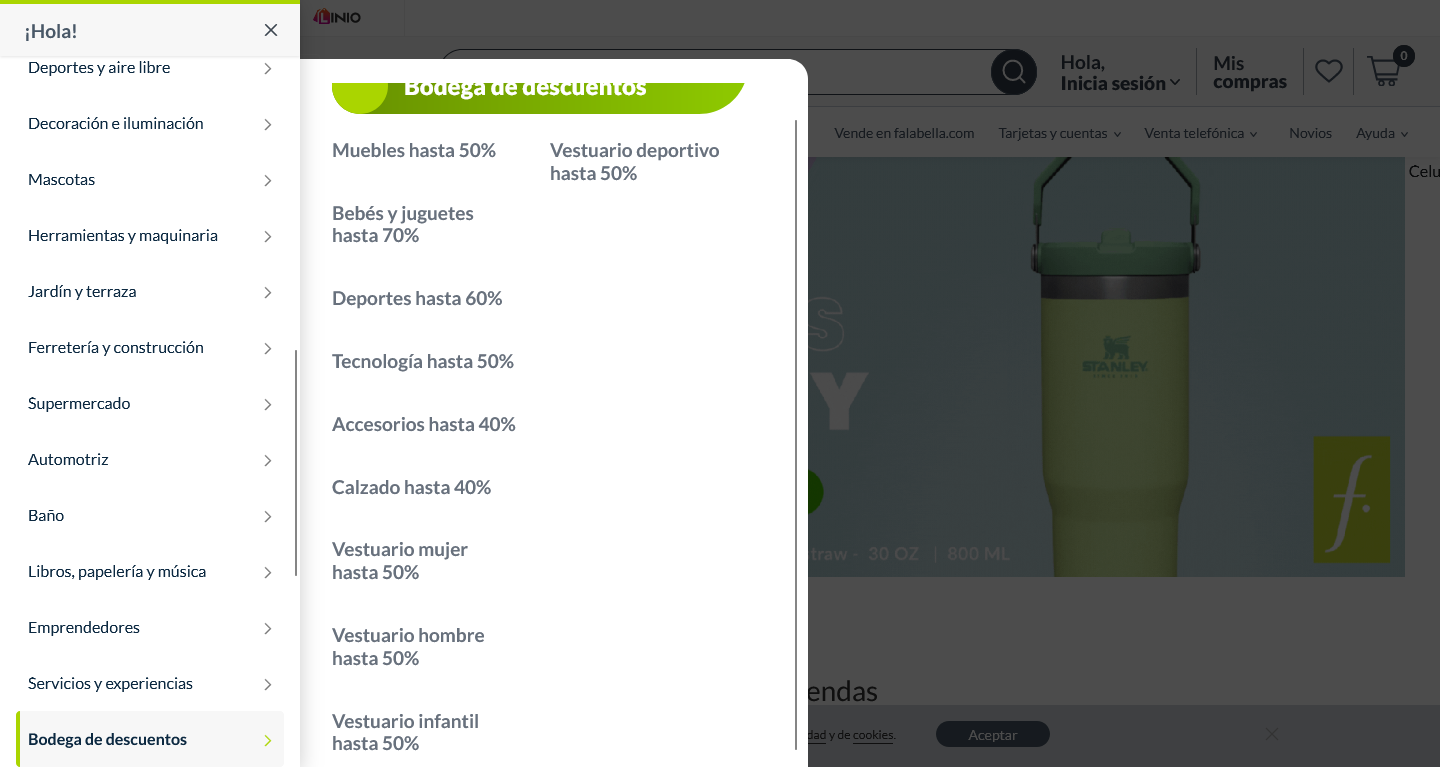 ¡Hola!
Deportes y aire libre
Decoración e iluminación
Mascotas
Herramientas y maquinaria
Jardín y terraza
Ferretería y construcción
Supermercado
Automotriz
Baño
Libros, papelería y música
Emprendedores
Servicios y experiencias
Bodega de descuentos
Bodega de descuentos
Muebles hasta 50%
Bebés y juguetes
hasta 70%
Deportes hasta 60%
Tecnología hasta 50%
Accesorios hasta 40%
Calzado hasta 40%
Vestuario mujer
hasta 50%
Vestuario hombre
hasta 50%
Vestuario infantil
hasta 50%
Vestuario deportivo
hasta 50%
LINIO
Hola,
Inicia sesión
Mis
compras
0
Vende en falabella.com
Tarjetas y cuentas
Venta telefónica
Novios
Ayuda
Celu
S
Y
STANLEY
traw - 30 OZ | 800 ML
f.
endas
dad y de cookies.
Aceptar